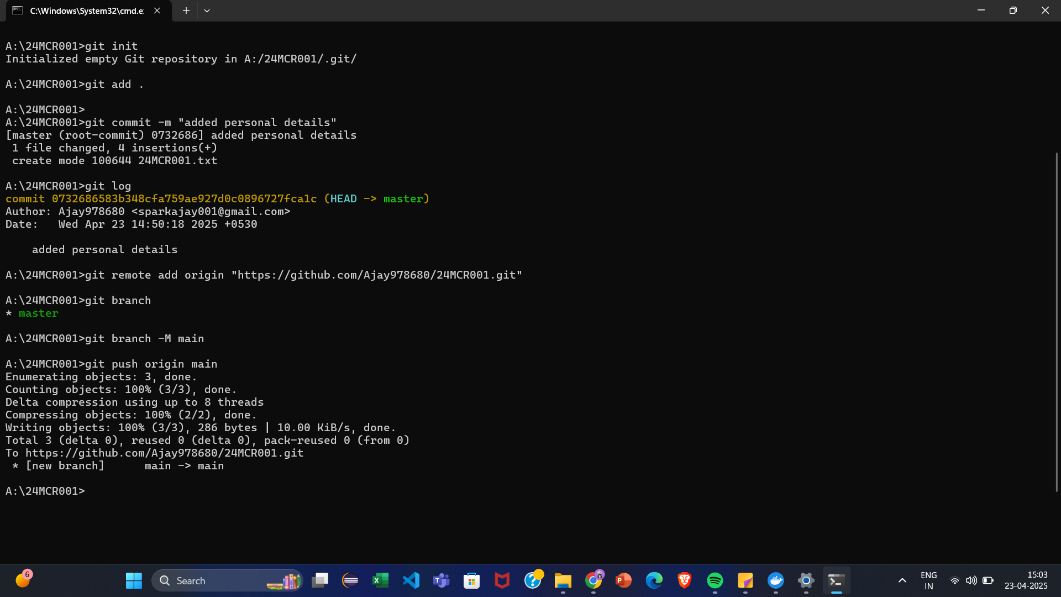 C:\Windows\System32\cmd.e:
A:\24MCR001>git init
Initialized empty Git repository in A:/24MCR001/.git/
A:\24MCR001>git add .
A:\24MCR001>
A:\24MCR001>git commit -m "added personal details"
[master (root-commit) 0732686] added personal details
 1 file changed, 4 insertions(+)
 create mode 100644 24MCR001.txt
A:\24MCR001>git log
commit 0732686583b348cfa759ae927d0c0896727fca1c (HEAD -> master)
Author: Ajay978680 <sparkajay001@gmail.com>
Date:   Wed Apr 23 14:50:18 2025 +0530
    added personal details
A:\24MCR001>git remote add origin "https://github.com/Ajay978680/24MCR001.git"
A:\24MCR001>git branch
* master
A:\24MCR001>git branch -M main
A:\24MCR001>git push origin main
Enumerating objects: 3, done.
Counting objects: 100% (3/3), done.
Delta compression using up to 8 threads
Compressing objects: 100% (2/2), done.
Writing objects: 100% (3/3), 286 bytes | 10.00 KiB/s, done.
Total 3 (delta 0), reused 0 (delta 0), pack-reused 0 (from 0)
To https://github.com/Ajay978680/24MCR001.git
 * [new branch]      main -> main
A:\24MCR001>
6
Search
ENG
IN
15:03
23-04-2025